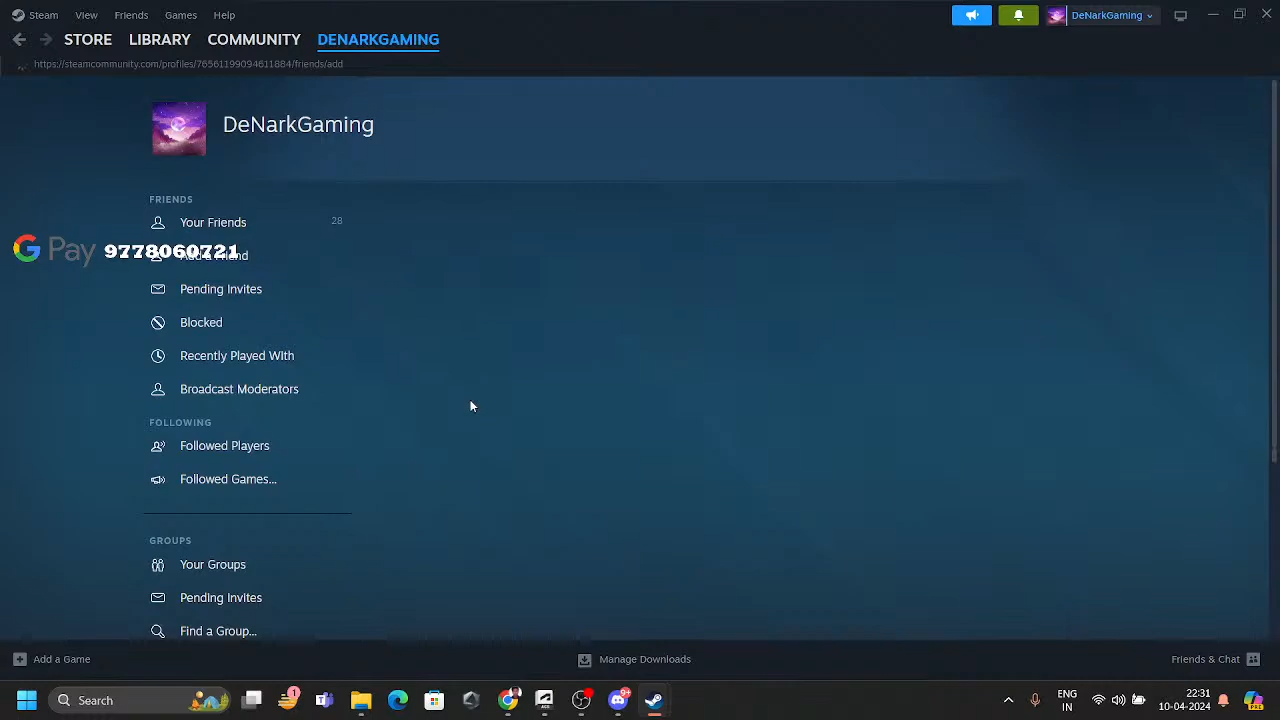 Steam View Friends Games Help DeNarkGaming
STORE LIBRARY COMMUNITY DENARKGAMING
https://steamcommunity.com/profiles/76561199094611884/friends/add
DeNarkGaming
FRIENDS
Your Friends 28
G Pay 9778060721
Pending Invites
Blocked
Recently Played With
Broadcast Moderators
FOLLOWING
Followed Players
Followed Games...
GROUPS
Your Groups
Pending Invites
Find a Group...
Add a Game Manage Downloads Friends & Chat
Search ENG 22:31
IN 10-04-2024